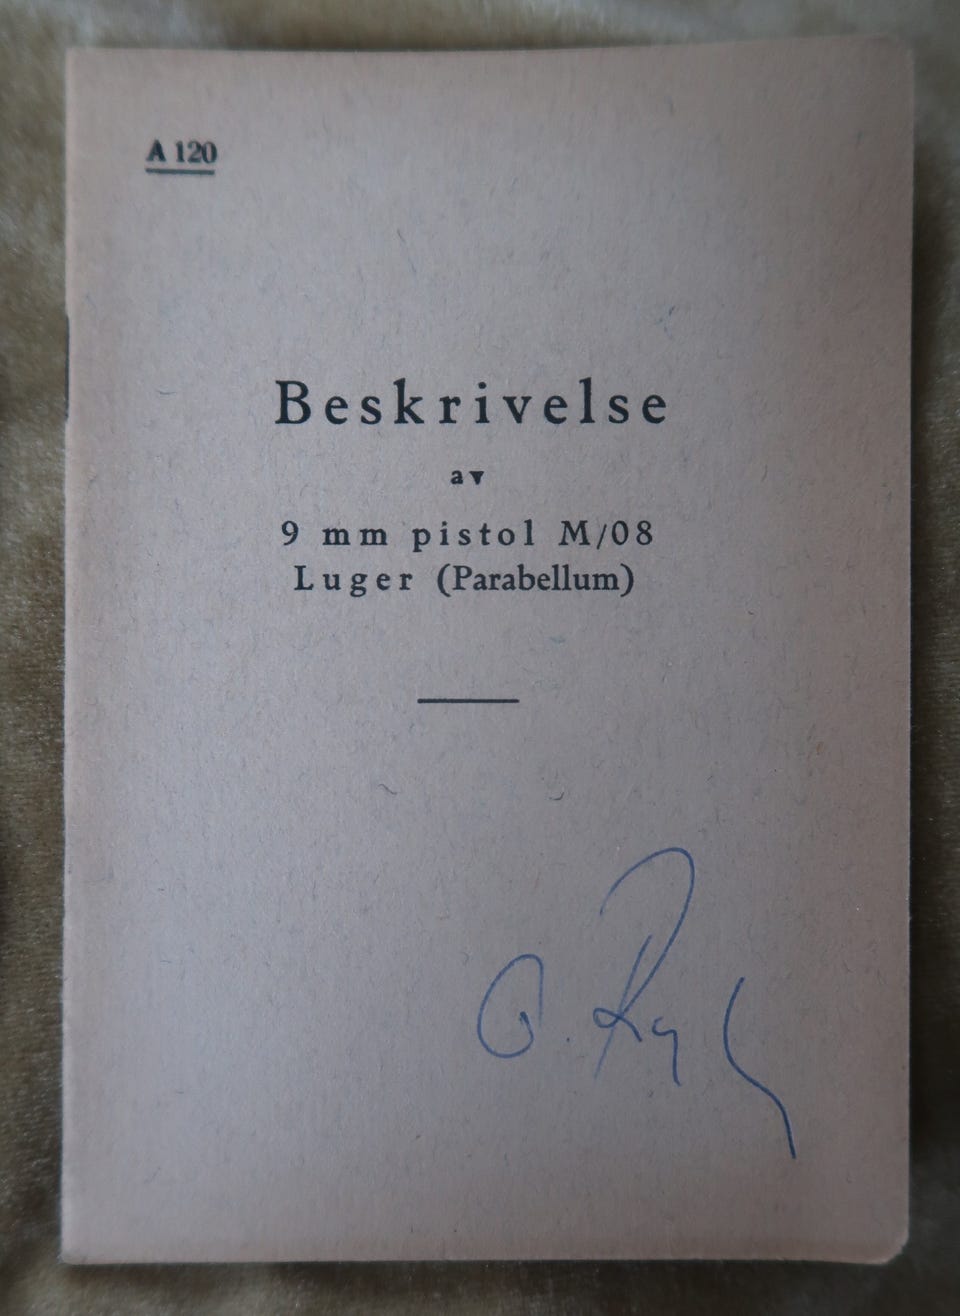 A 120
Beskrivelse
av
9 mm pistol M/08
Luger (Parabellum)